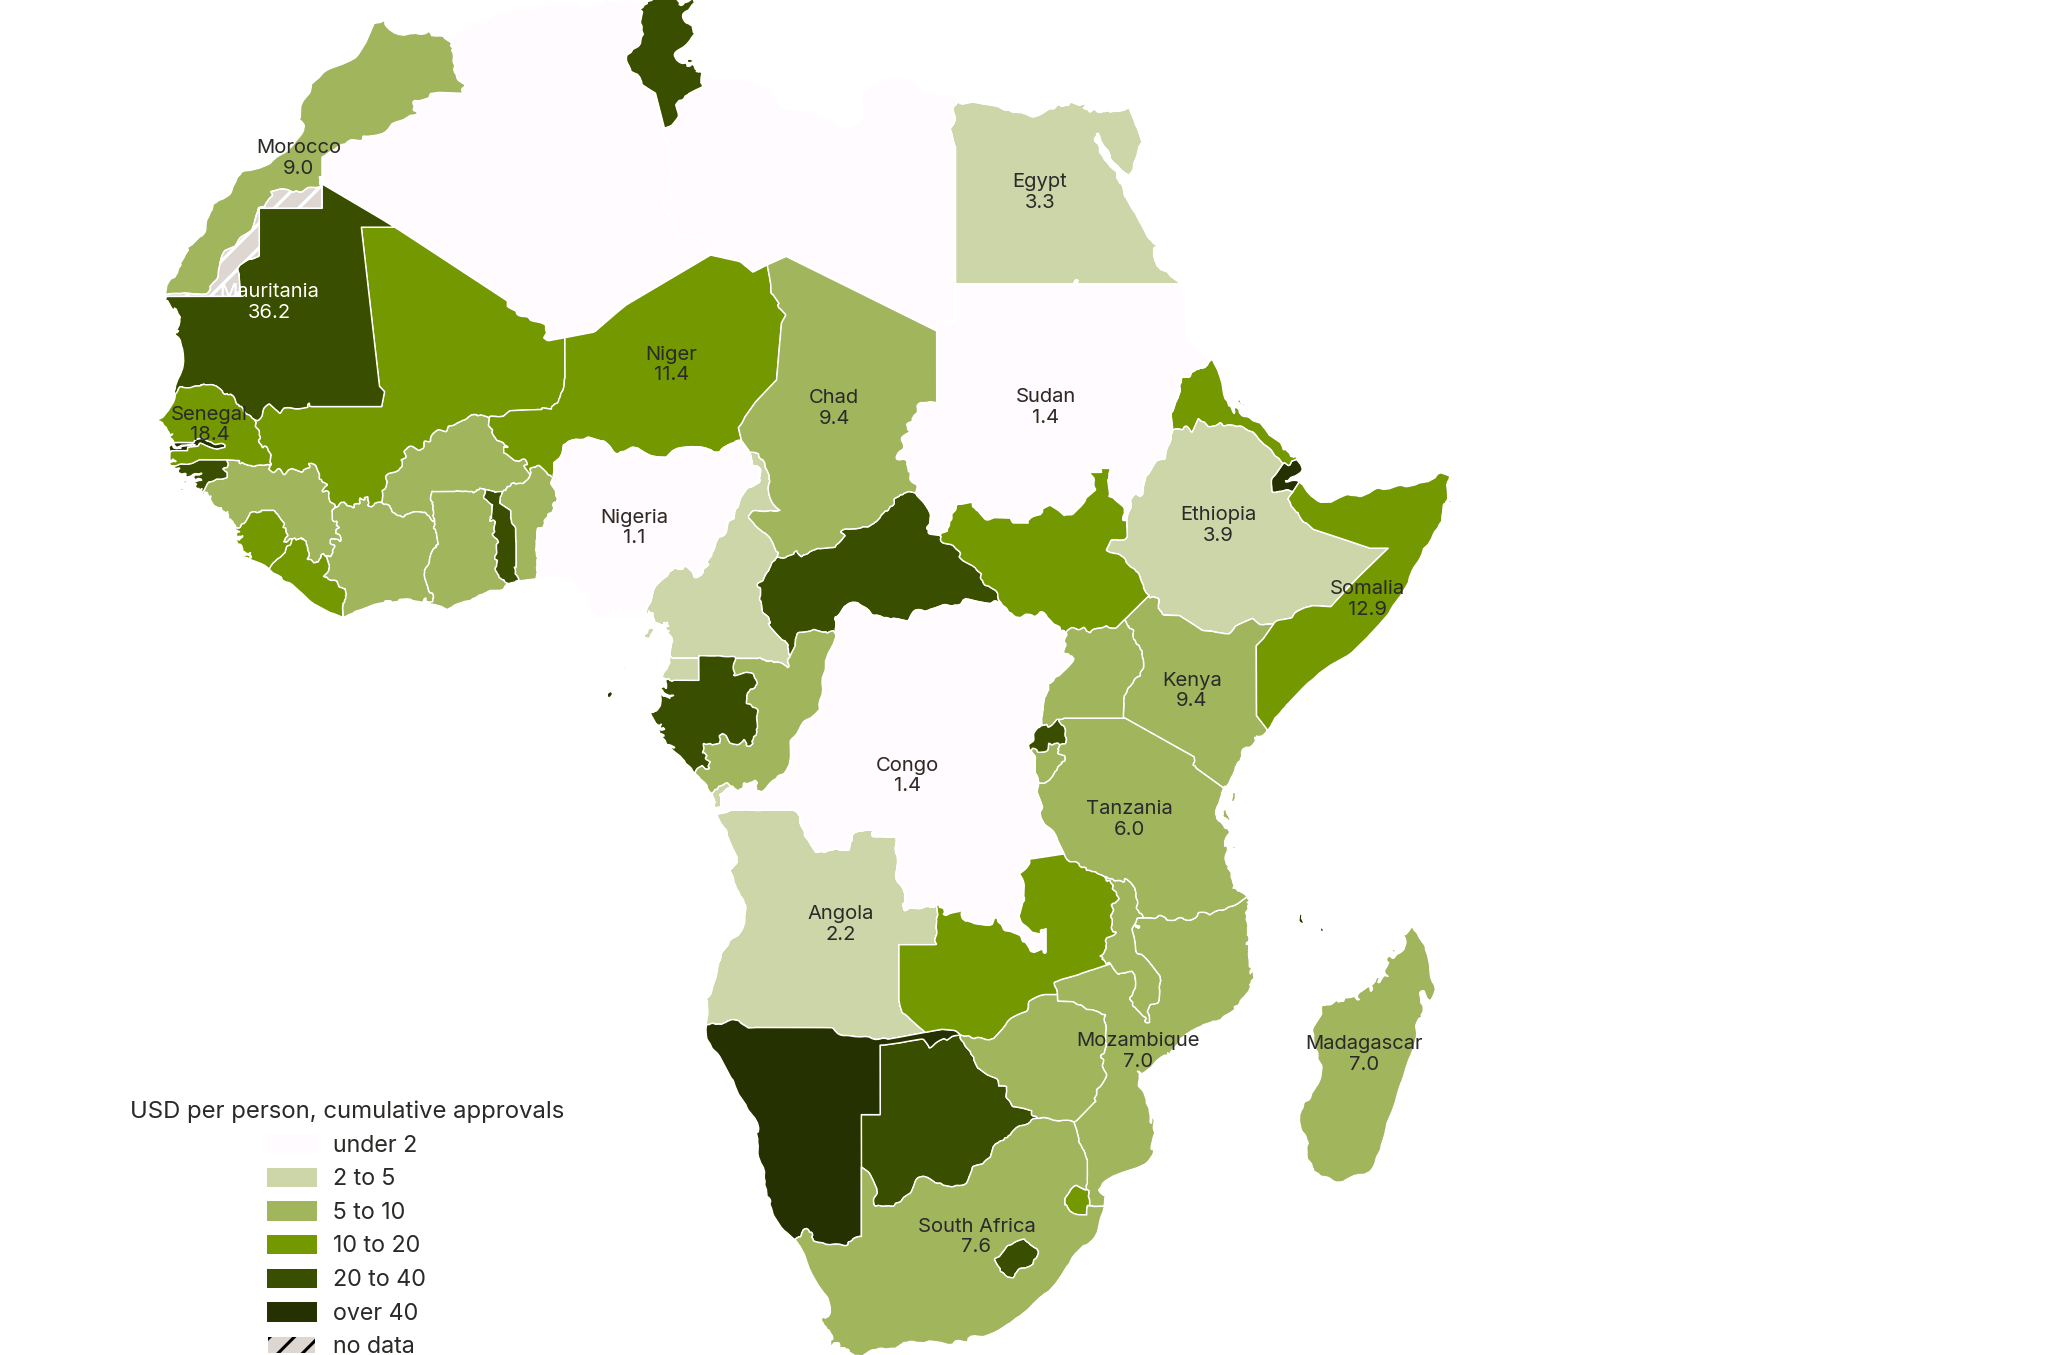 Morocco
9.0
Egypt
3.3
Mauritania
36.2
Niger
11.4
Chad
9.4
Sudan
1.4
Senegal
18.4
Nigeria
1.1
Ethiopia
3.9
Somalia
12.9
Kenya
9.4
Congo
1.4
Tanzania
6.0
Angola
2.2
Mozambique
7.0
Madagascar
7.0
South Africa
7.6
USD per person, cumulative approvals
under 2
2 to 5
5 to 10
10 to 20
20 to 40
over 40
no data